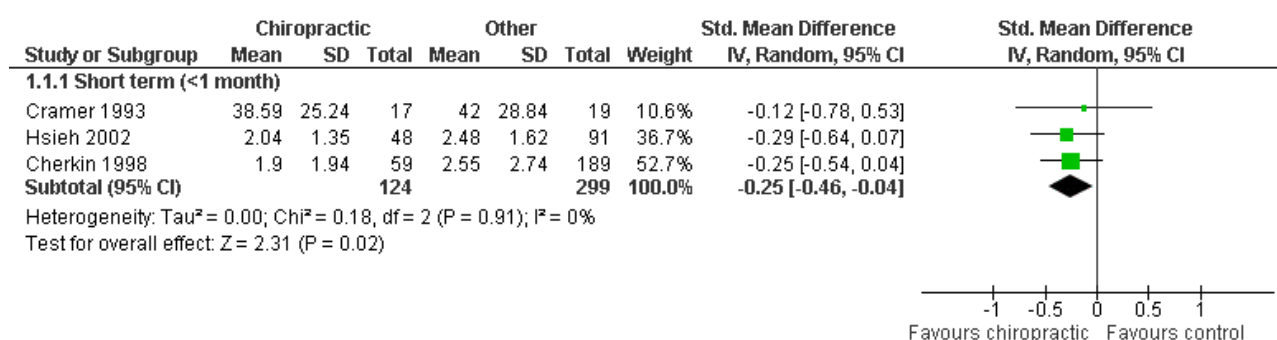 Chiropractic Other Std. Mean Difference Std. Mean Difference
Study or Subgroup Mean SD Total Mean SD Total Weight IV, Random, 95% CI IV, Random, 95% CI
1.1.1 Short term (<1 month)
Cramer 1993 38.59 25.24 17 42 28.84 19 10.6% -0.12 [-0.78, 0.53]
Hsieh 2002 2.04 1.35 48 2.48 1.62 91 36.7% -0.29 [-0.64, 0.07]
Cherkin 1998 1.9 1.94 59 2.55 2.74 189 52.7% -0.25 [-0.54, 0.04]
Subtotal (95% CI) 124 299 100.0% -0.25 [-0.46, -0.04]
Heterogeneity: Tau² = 0.00; Chi² = 0.18, df = 2 (P = 0.91); I² = 0%
Test for overall effect: Z = 2.31 (P = 0.02)
-1 -0.5 0 0.5 1
Favours chiropractic Favours control